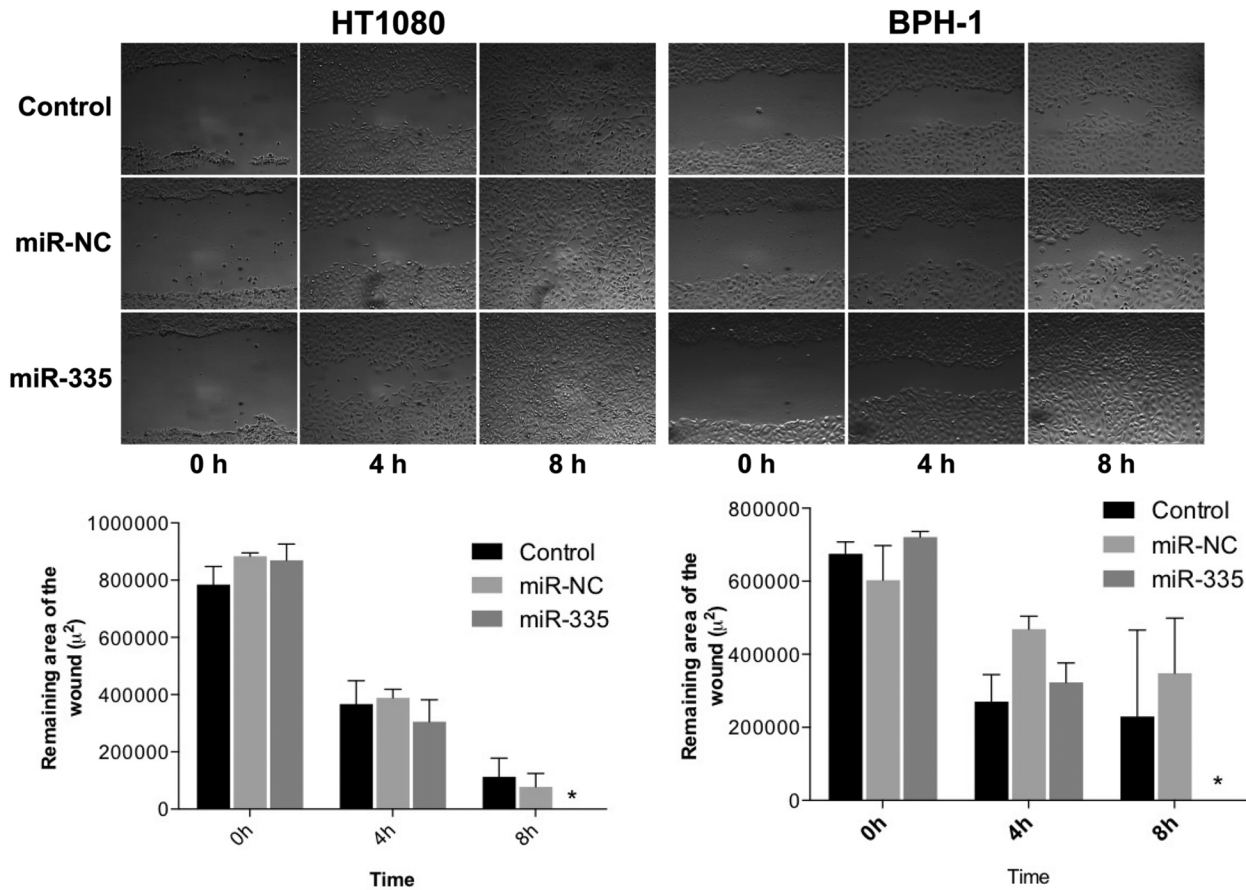 HT1080 BPH-1
Control
miR-NC
miR-335
0 h 4 h 8 h 0 h 4 h 8 h
Remaining area of the
wound (µ²)
1000000
800000
600000
400000
200000
0
Control
miR-NC
miR-335
*
0h 4h 8h
Time
Remaining area of the
wound (µ²)
800000
600000
400000
200000
0
Control
miR-NC
miR-335
*
0h 4h 8h
Time